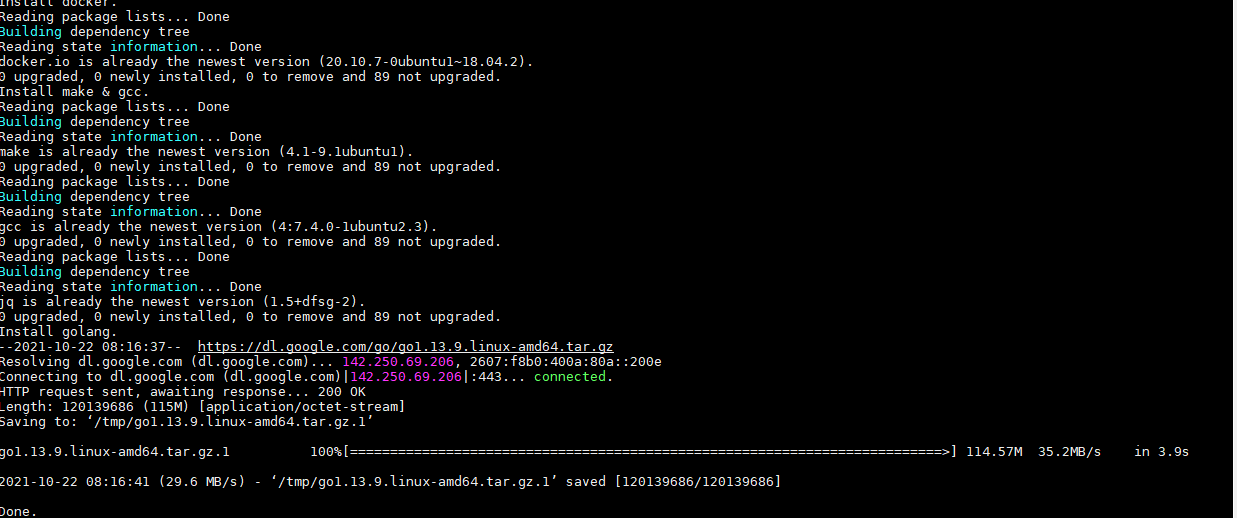 Install docker.
Reading package lists... Done
Building dependency tree
Reading state information... Done
docker.io is already the newest version (20.10.7-0ubuntu1~18.04.2).
0 upgraded, 0 newly installed, 0 to remove and 89 not upgraded.
Install make & gcc.
Reading package lists... Done
Building dependency tree
Reading state information... Done
make is already the newest version (4.1-9.1ubuntu1).
0 upgraded, 0 newly installed, 0 to remove and 89 not upgraded.
Reading package lists... Done
Building dependency tree
Reading state information... Done
gcc is already the newest version (4:7.4.0-1ubuntu2.3).
0 upgraded, 0 newly installed, 0 to remove and 89 not upgraded.
Reading package lists... Done
Building dependency tree
Reading state information... Done
jq is already the newest version (1.5+dfsg-2).
0 upgraded, 0 newly installed, 0 to remove and 89 not upgraded.
Install golang.
--2021-10-22 08:16:37--  https://dl.google.com/go/go1.13.9.linux-amd64.tar.gz
Resolving dl.google.com (dl.google.com)... 142.250.69.206, 2607:f8b0:400a:80a::200e
Connecting to dl.google.com (dl.google.com)|142.250.69.206|:443... connected.
HTTP request sent, awaiting response... 200 OK
Length: 120139686 (115M) [application/octet-stream]
Saving to: ‘/tmp/go1.13.9.linux-amd64.tar.gz.1’
go1.13.9.linux-amd64.tar.gz.1          100%[==========================================================================>] 114.57M  35.2MB/s    in 3.9s
2021-10-22 08:16:41 (29.6 MB/s) - ‘/tmp/go1.13.9.linux-amd64.tar.gz.1’ saved [120139686/120139686]
Done.